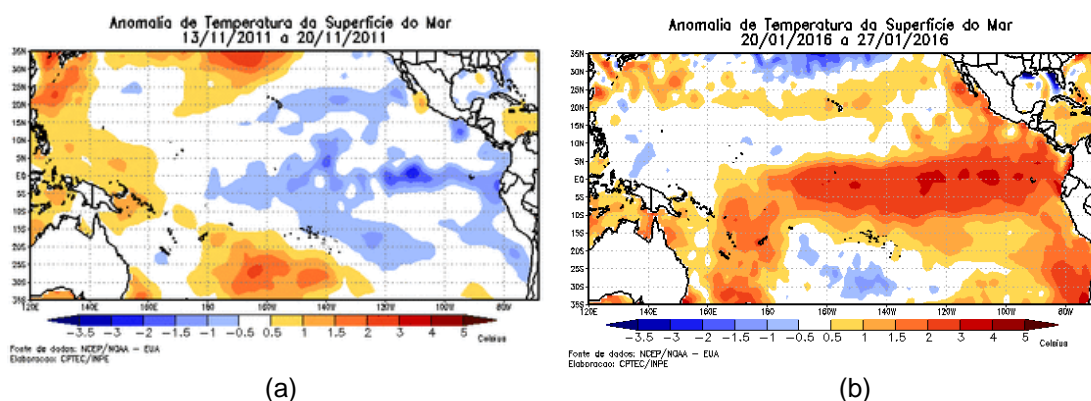 Anomalia de Temperatura da Superfície do Mar
13/11/2011 a 20/11/2011
35N
30N
25N
20N
15N
10N
5N
EQ
5S
10S
15S
20S
25S
30S
35S
120E 140E 160E 180 160W 140W 120W 100W 80W
-3.5 -3 -2 -1.5 -1 -0.5 0.5 1 2 3 4 5 Celsius
Fonte de dados: NCEP/NOAA - EUA
Elaboracao: CPTEC/INPE
(a)
Anomalia de Temperatura da Superfície do Mar
20/01/2016 a 27/01/2016
35N
30N
25N
20N
15N
10N
5N
EQ
5S
10S
15S
20S
25S
30S
35S
120E 140E 160E 180 160W 140W 120W 100W 80W
-3.5 -3 -2 -1.5 -1 -0.5 0.5 1 2 3 4 5 Celsius
Fonte de dados: NCEP/NOAA - EUA
Elaboracao: CPTEC/INPE
(b)